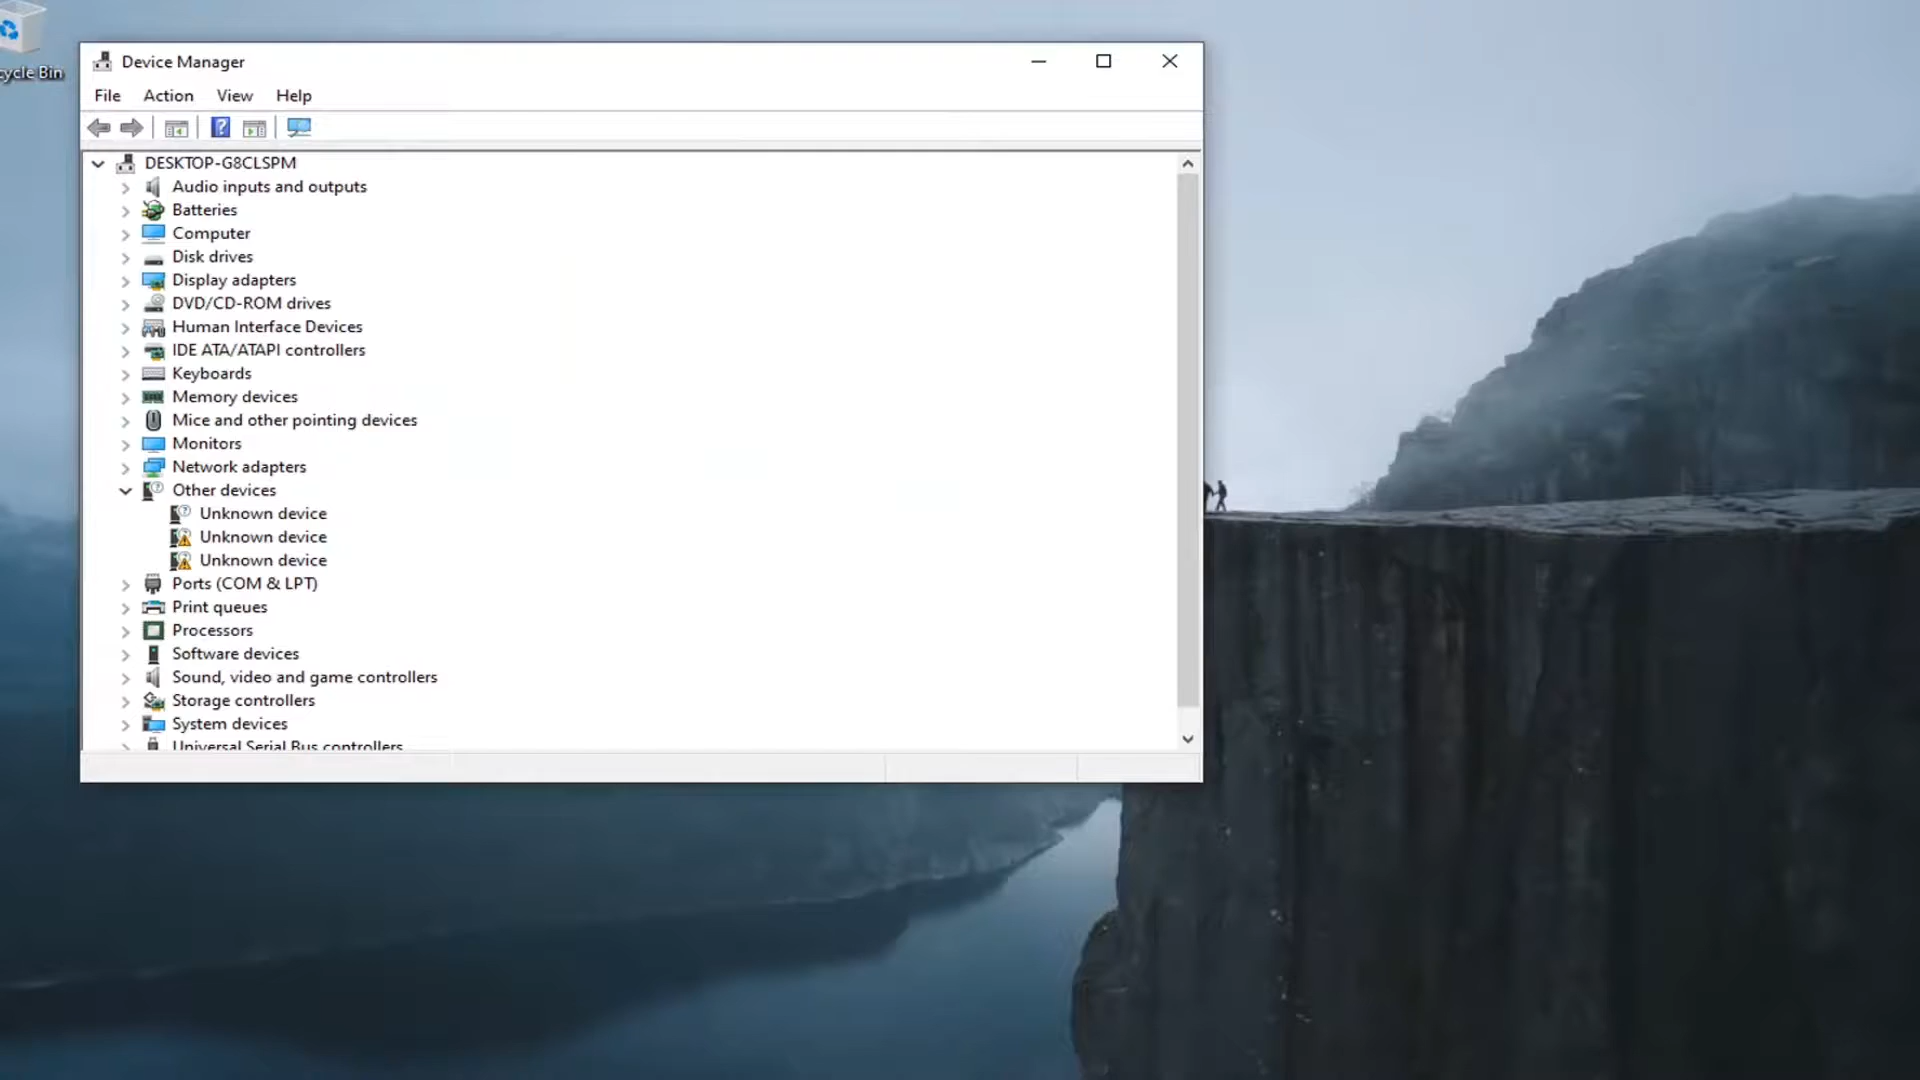 cycle Bin
Device Manager
File Action View Help
DESKTOP-G8CLSPM
Audio inputs and outputs
Batteries
Computer
Disk drives
Display adapters
DVD/CD-ROM drives
Human Interface Devices
IDE ATA/ATAPI controllers
Keyboards
Memory devices
Mice and other pointing devices
Monitors
Network adapters
Other devices
Unknown device
Unknown device
Unknown device
Ports (COM & LPT)
Print queues
Processors
Software devices
Sound, video and game controllers
Storage controllers
System devices
Universal Serial Bus controllers